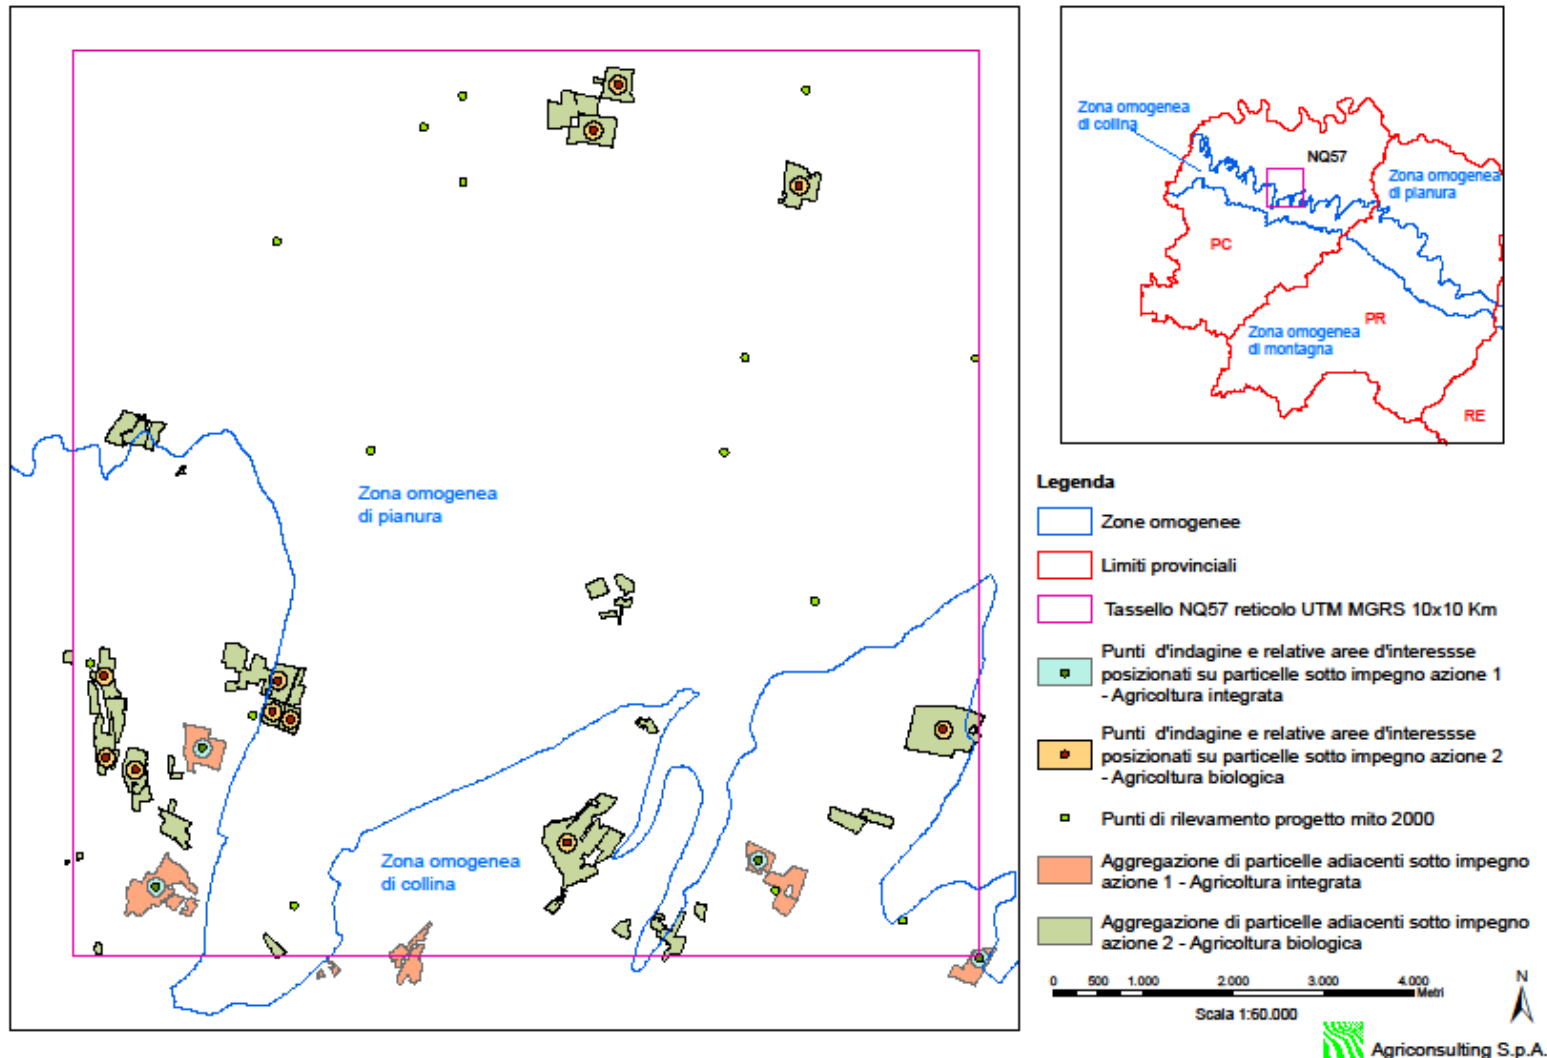 Zona omogenea
di pianura
Zona omogenea
di collina
Zona omogenea
di collina
NQ57
Zona omogenea
di pianura
PC
PR
Zona omogenea
di montagna
RE
Legenda
Zone omogenee
Limiti provinciali
Tassello NQ57 reticolo UTM MGRS 10x10 Km
Punti d'indagine e relative aree d'interessse
posizionati su particelle sotto impegno azione 1
- Agricoltura integrata
Punti d'indagine e relative aree d'interessse
posizionati su particelle sotto impegno azione 2
- Agricoltura biologica
Punti di rilevamento progetto mito 2000
Aggregazione di particelle adiacenti sotto impegno
azione 1 - Agricoltura integrata
Aggregazione di particelle adiacenti sotto impegno
azione 2 - Agricoltura biologica
0 500 1.000 2.000 3.000 4.000
Metri
Scala 1:60.000
N
Agriconsulting S.p.A.